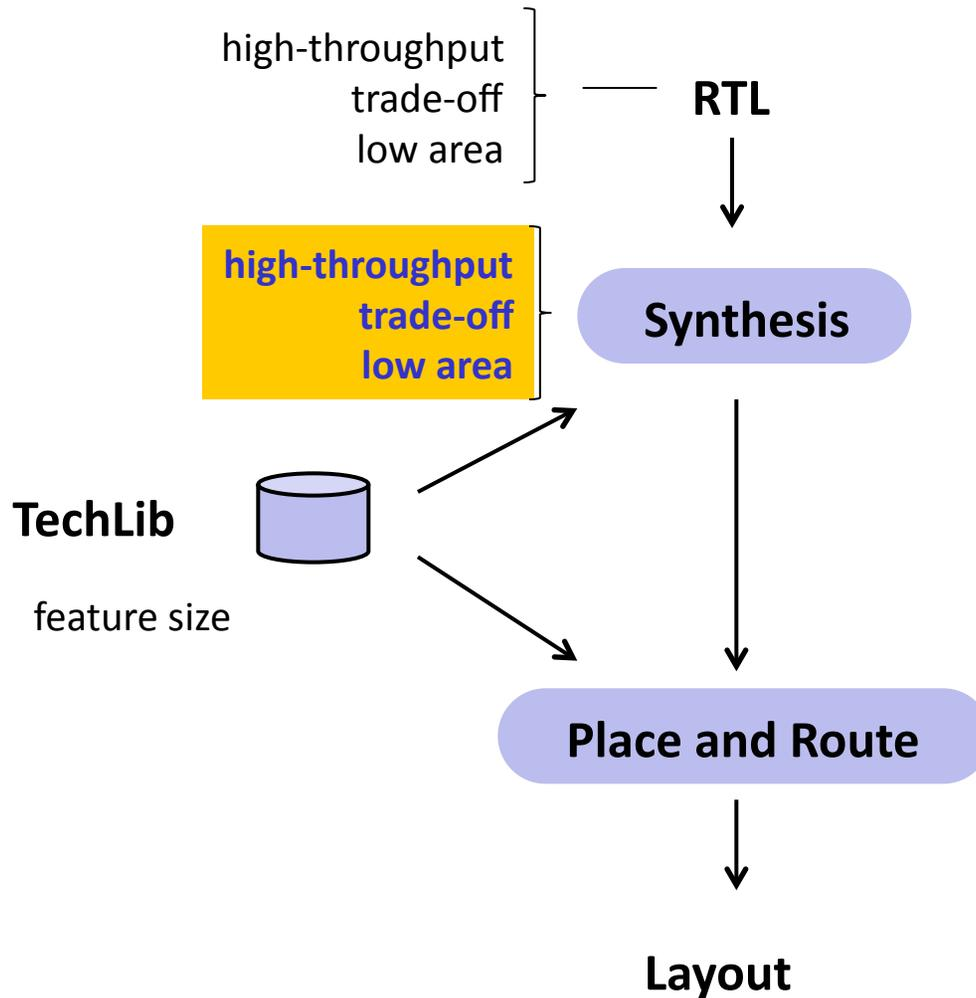 high-throughput
trade-off
low area
RTL
high-throughput
trade-off
low area
Synthesis
TechLib
feature size
Place and Route
Layout